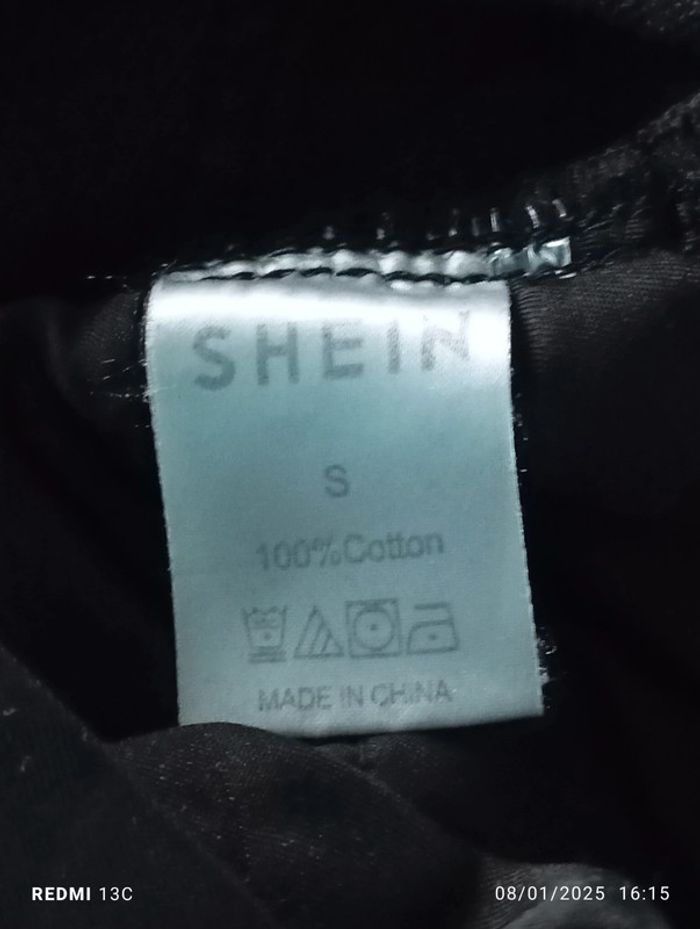 SHEIN
S
100%Cotton
MADE IN CHINA
REDMI 13C
08/01/2025 16:15